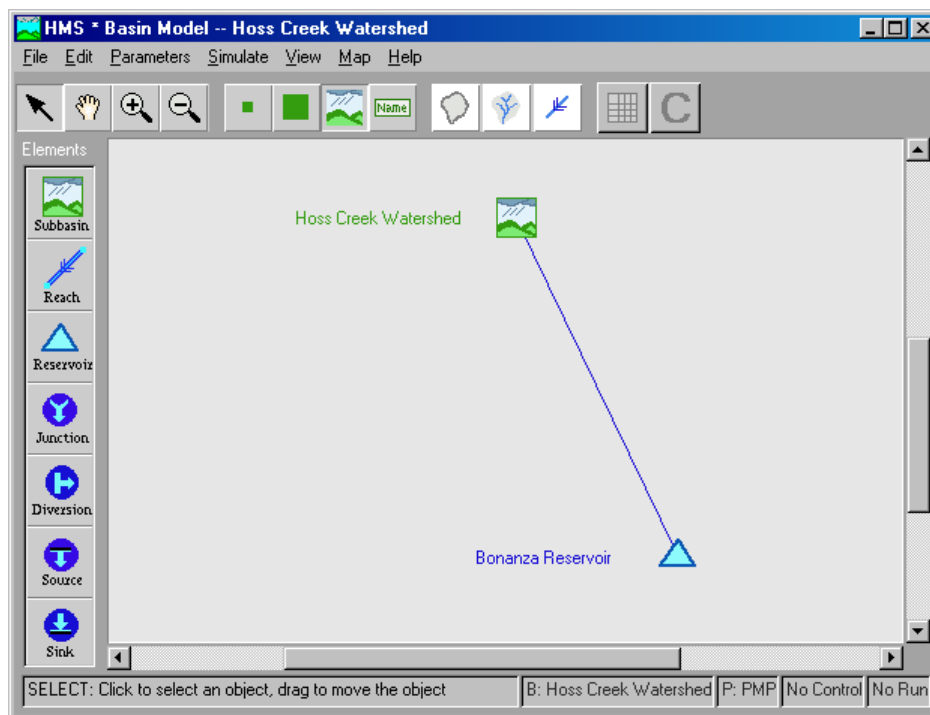 HMS * Basin Model -- Hoss Creek Watershed
File Edit Parameters Simulate View Map Help
Name
C
Elements
Subbasin
Reach
Reservoir
Junction
Diversion
Source
Sink
Hoss Creek Watershed
Bonanza Reservoir
SELECT: Click to select an object, drag to move the object
B: Hoss Creek Watershed
P: PMP
No Control
No Run